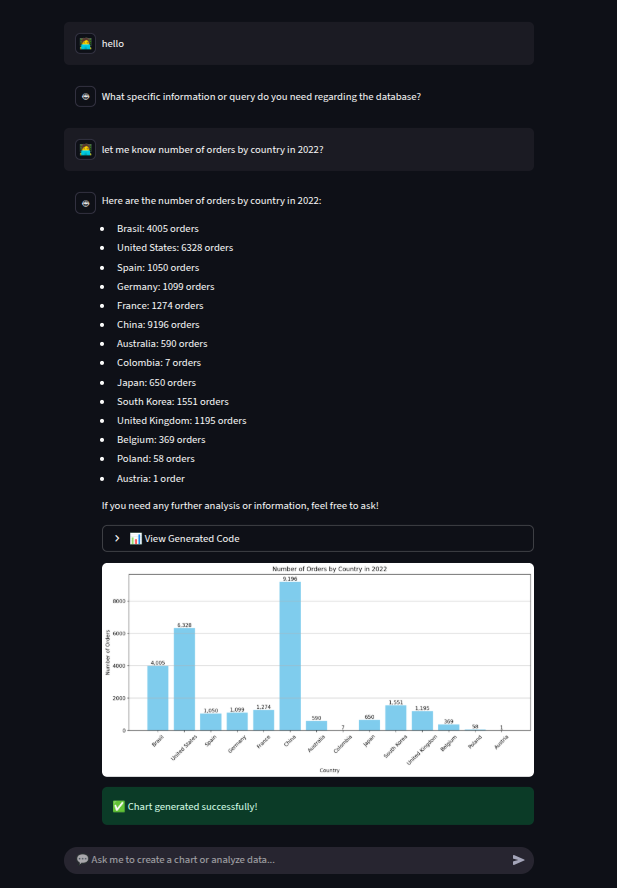 hello
What specific information or query do you need regarding the database?
let me know number of orders by country in 2022?
Here are the number of orders by country in 2022:
Brasil: 4005 orders
United States: 6328 orders
Spain: 1050 orders
Germany: 1099 orders
France: 1274 orders
China: 9196 orders
Australia: 590 orders
Colombia: 7 orders
Japan: 650 orders
South Korea: 1551 orders
United Kingdom: 1195 orders
Belgium: 369 orders
Poland: 58 orders
Austria: 1 order
If you need any further analysis or information, feel free to ask!
View Generated Code
Number of Orders by Country in 2022
9,196
8000
6,328
6000
Number of Orders
4,005
4000
2000
1,050
1,099
1,274
590
7
650
1,551
1,195
369
58
1
0
Brasil
United States
Spain
Germany
France
China
Australia
Colombia
Japan
South Korea
United Kingdom
Belgium
Poland
Austria
Country
Chart generated successfully!
Ask me to create a chart or analyze data...